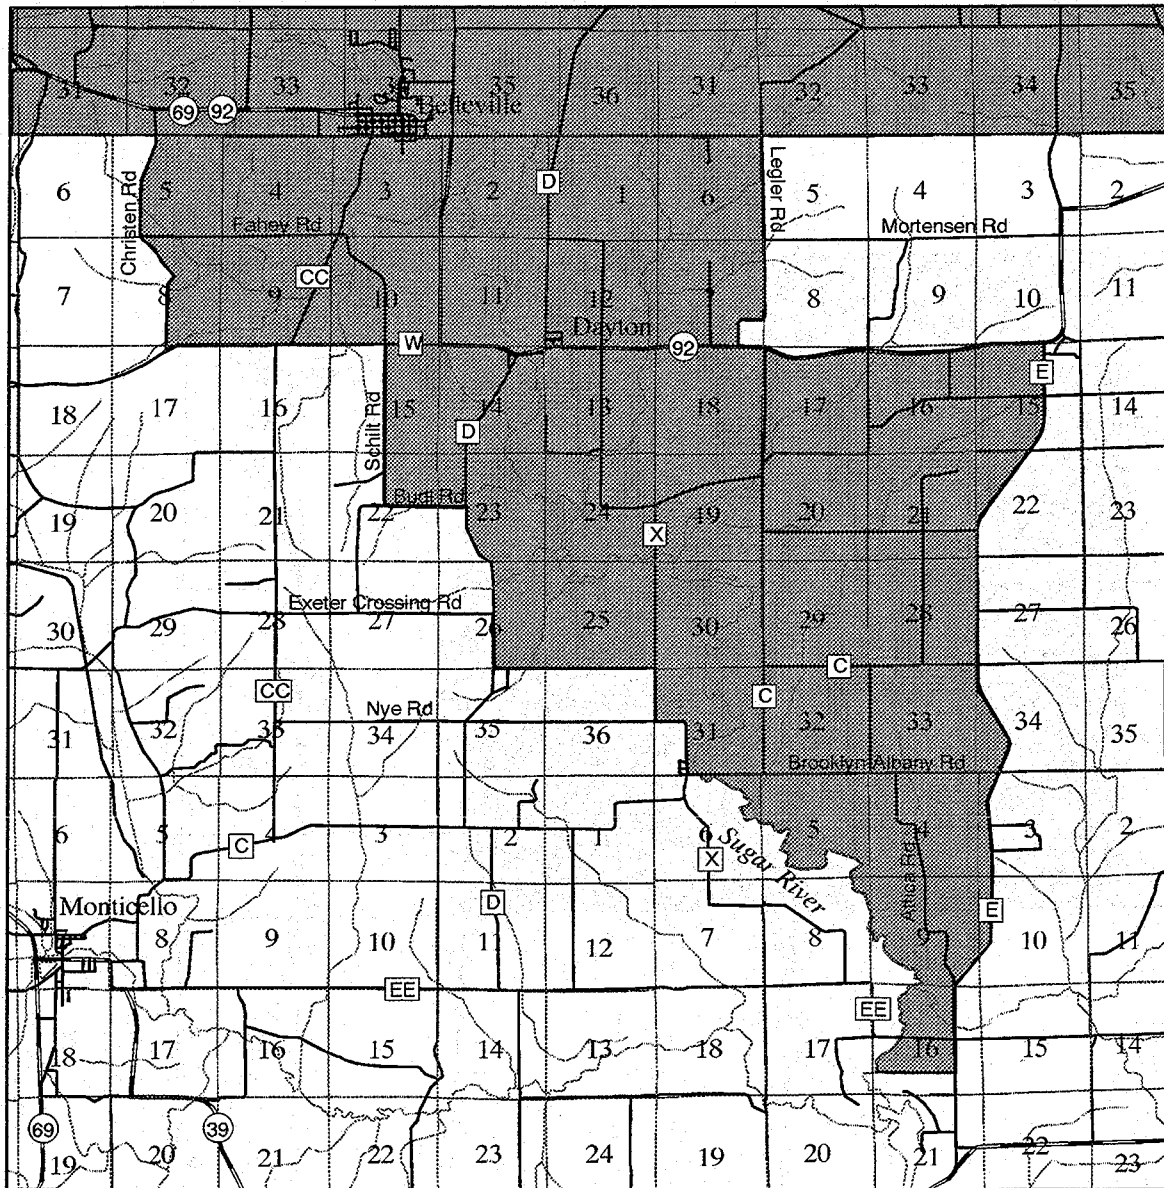 31 32 33 34 35 36 31 32 33 34 35
69 92 Belleville
6 5 4 3 2 D 1 6 5 4 3 2
Christen Rd
Legler Rd
Fahey Rd
Mortensen Rd
7 8 9 CC 10 11 12 8 9 10 11
Dayton
W 92 E
18 17 16 15 14 13 18 17 16 15 14
Schilt Rd
D
Budi Rd
19 20 21 22 23 24 19 20 21 22 23
X
Exeter Crossing Rd
30 29 28 27 26 25 30 29 28 27 26
C
CC C
Nye Rd
31 32 33 34 35 36 31 32 33 34 35
Brooklyn-Albany Rd
6 5 4 3 2 1 6 5 4 3 2
C X
Sugar River
Attica Rd
Monticello
D E
8 9 10 11 12 7 8 9 10 11
EE EE
18 17 16 15 14 13 18 17 16 15 14
69 39
19 20 21 22 23 24 19 20 21 22 23